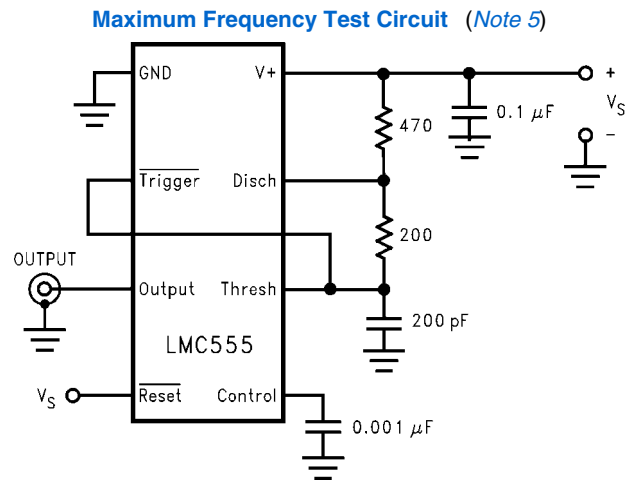 Maximum Frequency Test Circuit (Note 5)
GND
V+
+
470
0.1 μF
VS
-
Trigger
Disch
200
OUTPUT
Output
Thresh
200 pF
LMC555
VS
Reset
Control
0.001 μF